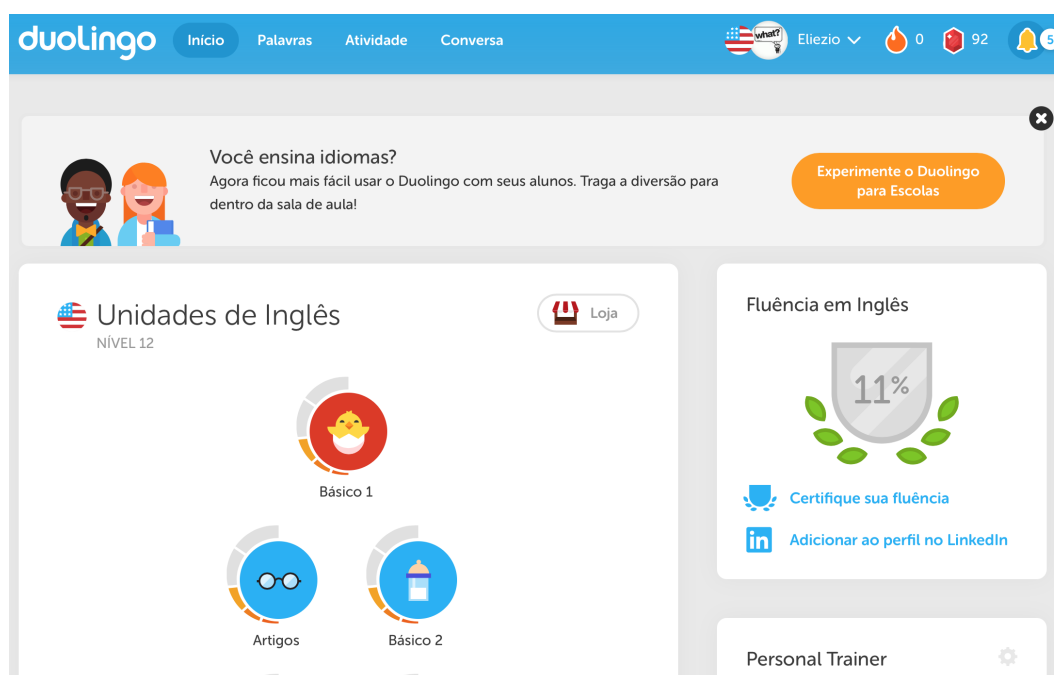 duolingo
Início
Palavras
Atividade
Conversa
what?
Eliezio
0
92
5
Você ensina idiomas?
Agora ficou mais fácil usar o Duolingo com seus alunos. Traga a diversão para
dentro da sala de aula!
Experimente o Duolingo
para Escolas
Unidades de Inglês
NÍVEL 12
Loja
Básico 1
Artigos
Básico 2
Fluência em Inglês
11%
Certifique sua fluência
in
Adicionar ao perfil no LinkedIn
Personal Trainer